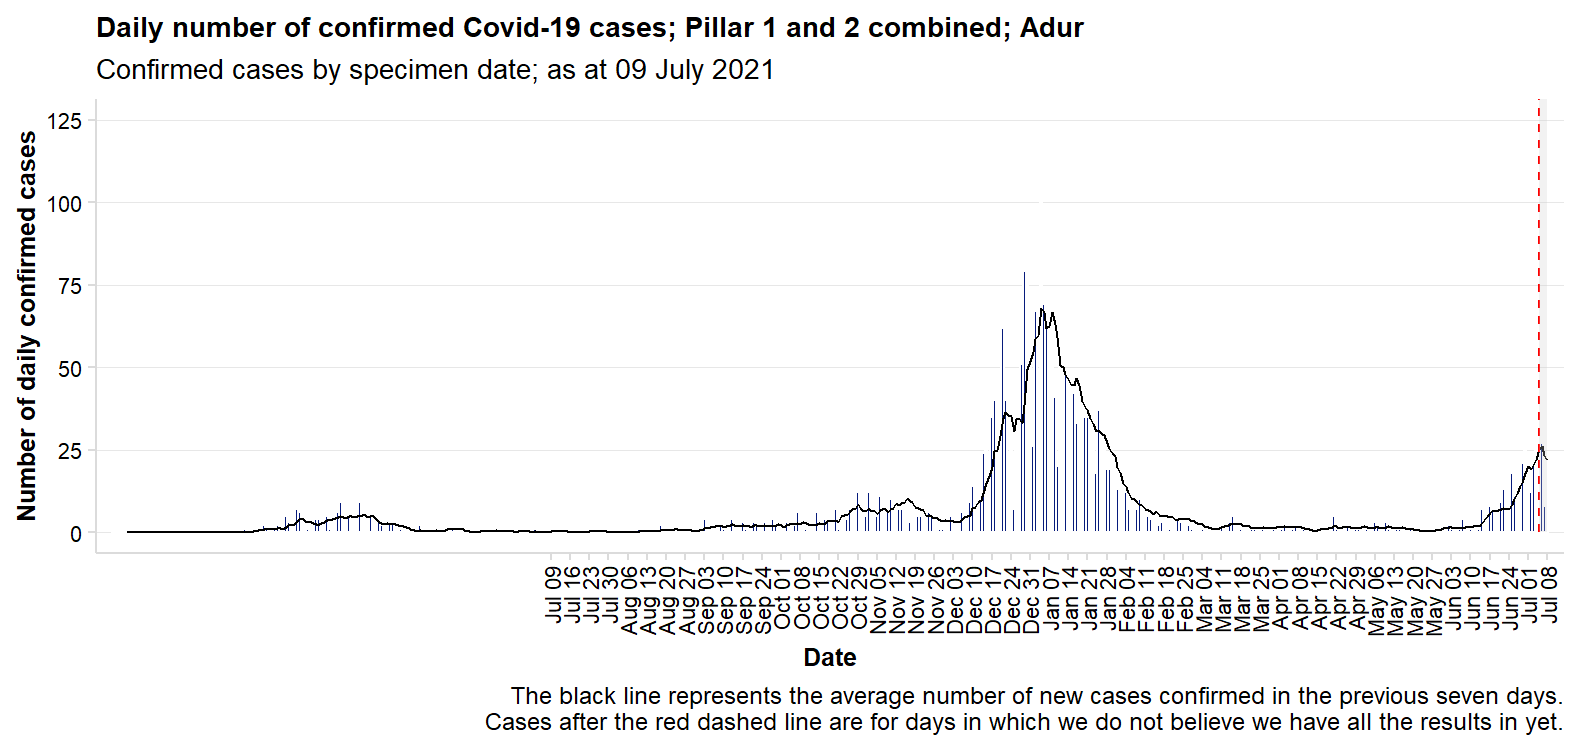 Daily number of confirmed Covid-19 cases; Pillar 1 and 2 combined; Adur
Confirmed cases by specimen date; as at 09 July 2021
Number of daily confirmed cases
125
100
75
50
25
0
Jul 09
Jul 16
Jul 23
Jul 30
Aug 06
Aug 13
Aug 20
Aug 27
Sep 03
Sep 10
Sep 17
Sep 24
Oct 01
Oct 08
Oct 15
Oct 22
Oct 29
Nov 05
Nov 12
Nov 19
Nov 26
Dec 03
Dec 10
Dec 17
Dec 24
Dec 31
Jan 07
Jan 14
Jan 21
Jan 28
Feb 04
Feb 11
Feb 18
Feb 25
Mar 04
Mar 11
Mar 18
Mar 25
Apr 01
Apr 08
Apr 15
Apr 22
Apr 29
May 06
May 13
May 20
May 27
Jun 03
Jun 10
Jun 17
Jun 24
Jul 01
Jul 08
Date
The black line represents the average number of new cases confirmed in the previous seven days.
Cases after the red dashed line are for days in which we do not believe we have all the results in yet.